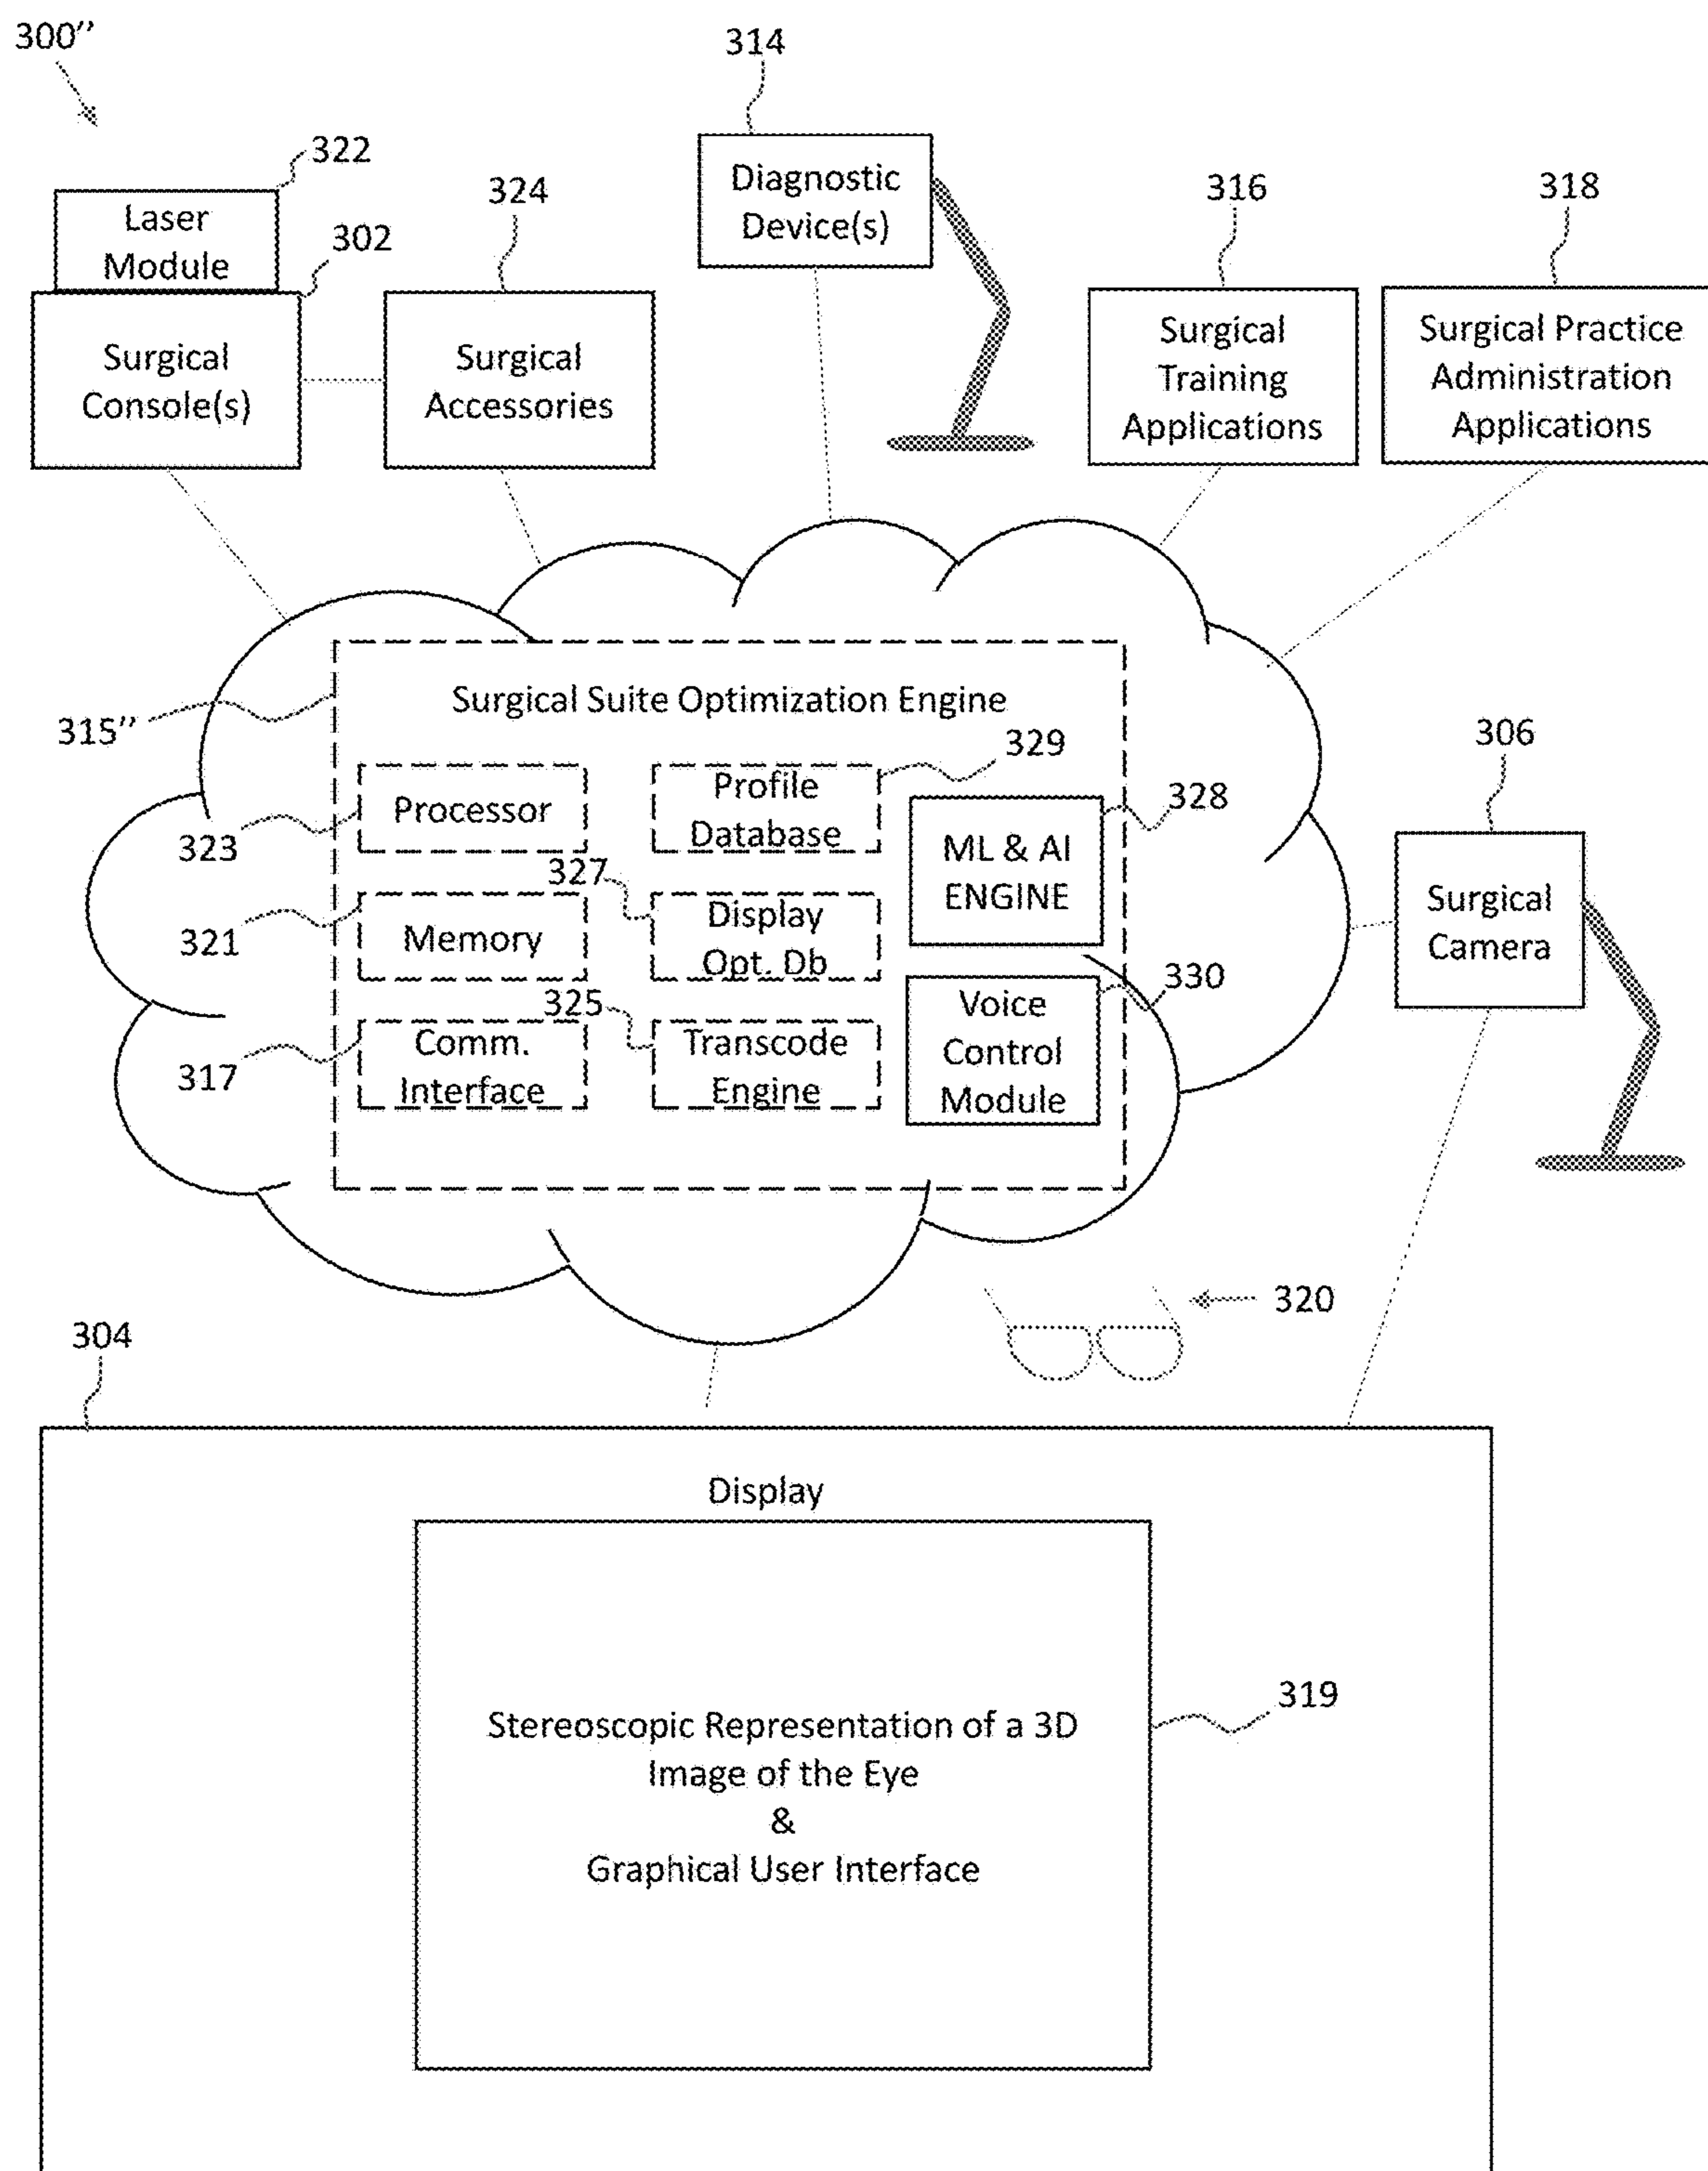 300’’
314
322
Laser
Module
302
324
Diagnostic
Device(s)
316
318
Surgical
Console(s)
Surgical
Accessories
Surgical
Training
Applications
Surgical Practice
Administration
Applications
315’’
Surgical Suite Optimization Engine
323
Processor
321
Memory
317
Comm.
Interface
329
Profile
Database
327
Display
Opt. Db
325
Transcode
Engine
328
ML & AI
ENGINE
330
Voice
Control
Module
306
Surgical
Camera
320
304
Display
319
Stereoscopic Representation of a 3D
Image of the Eye
&
Graphical User Interface